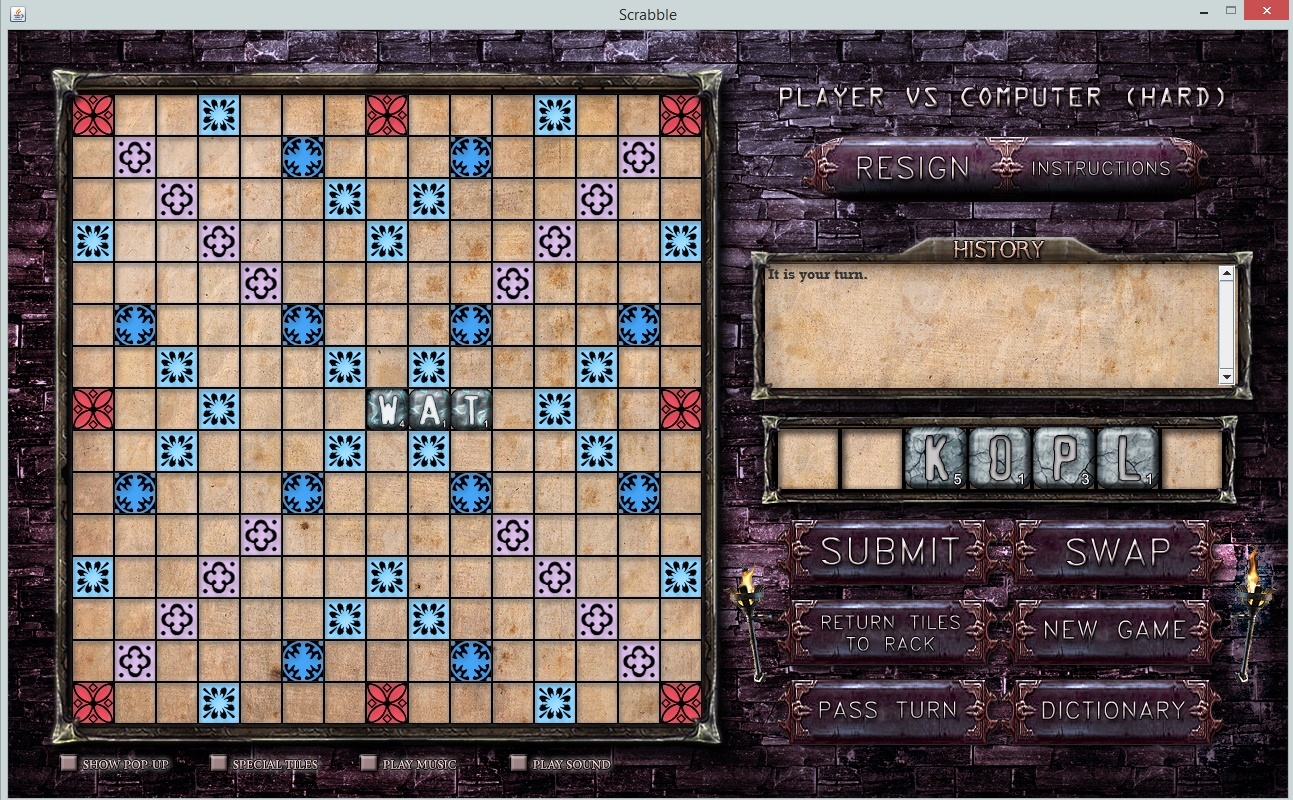 Scrabble
PLAYER VS COMPUTER (HARD)
RESIGN
INSTRUCTIONS
HISTORY
It is your turn.
W4 A1 T1
K5 O1 P3 L1
SUBMIT
SWAP
RETURN TILES
TO RACK
NEW GAME
PASS TURN
DICTIONARY
SHOW POP-UP
SPECIAL TILES
PLAY MUSIC
PLAY SOUND